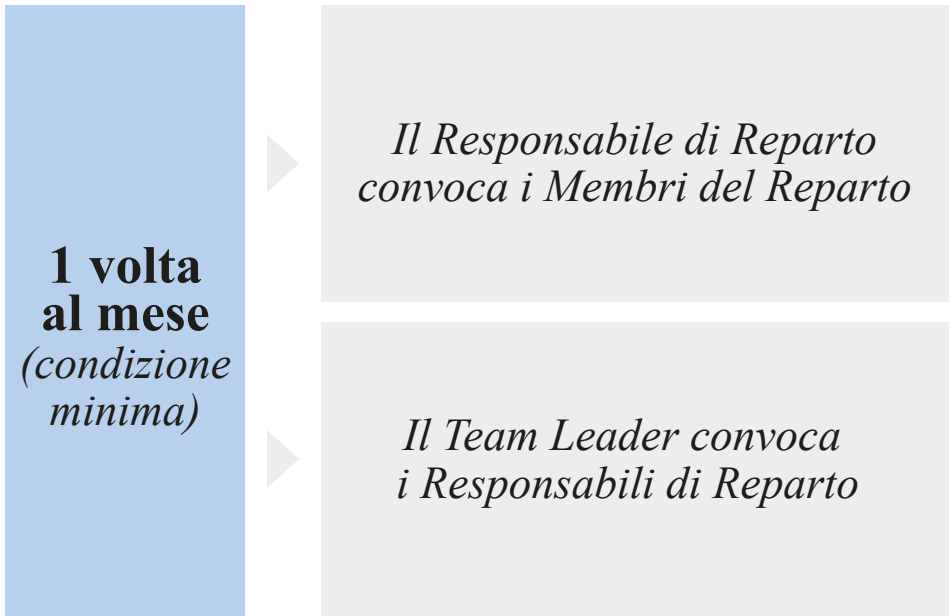 1 volta
al mese
(condizione
minima)
Il Responsabile di Reparto
convoca i Membri del Reparto
Il Team Leader convoca
i Responsabili di Reparto